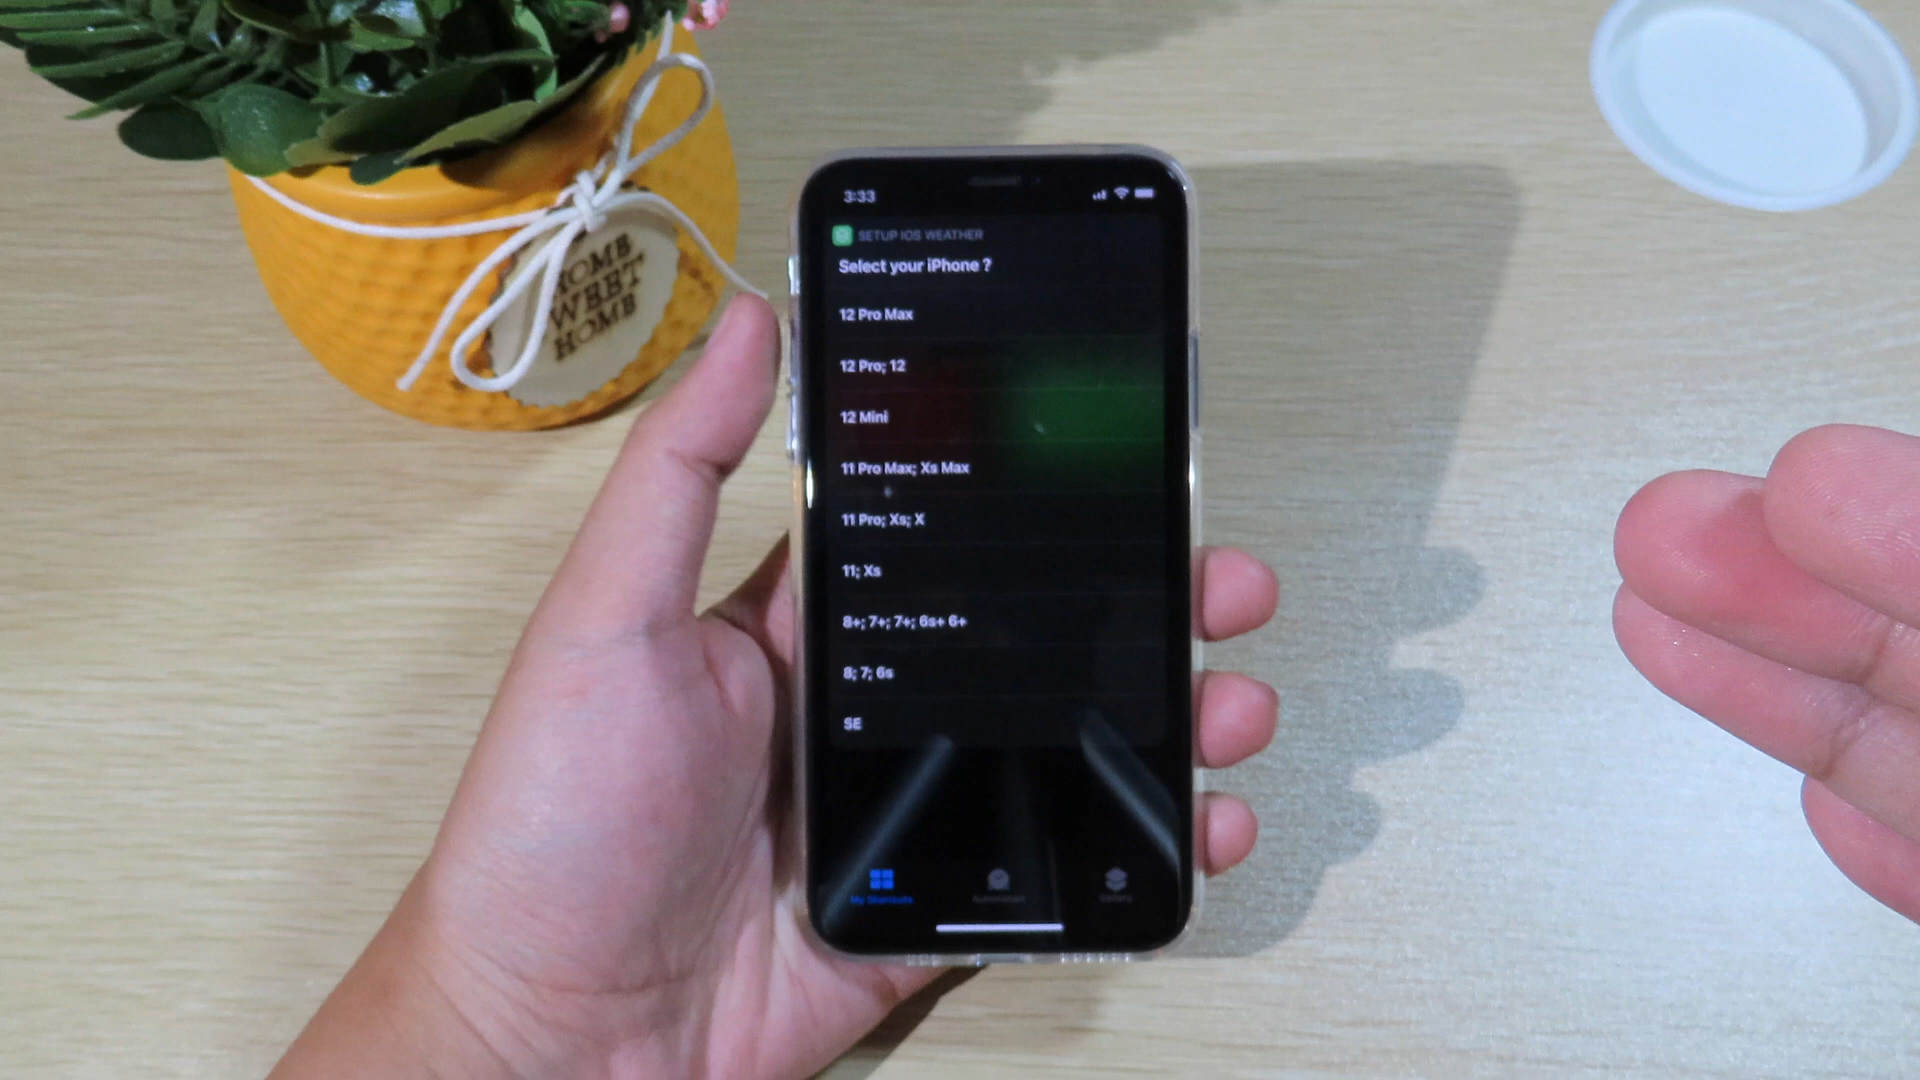 HOME
SWEET
HOME
3:33
SETUP IOS WEATHER
Select your iPhone ?
12 Pro Max
12 Pro; 12
12 Mini
11 Pro Max; Xs Max
11 Pro; Xs; X
11; Xs
8+; 7+; 7+; 6s+ 6+
8; 7; 6s
SE
My Shortcuts
Automation
Gallery